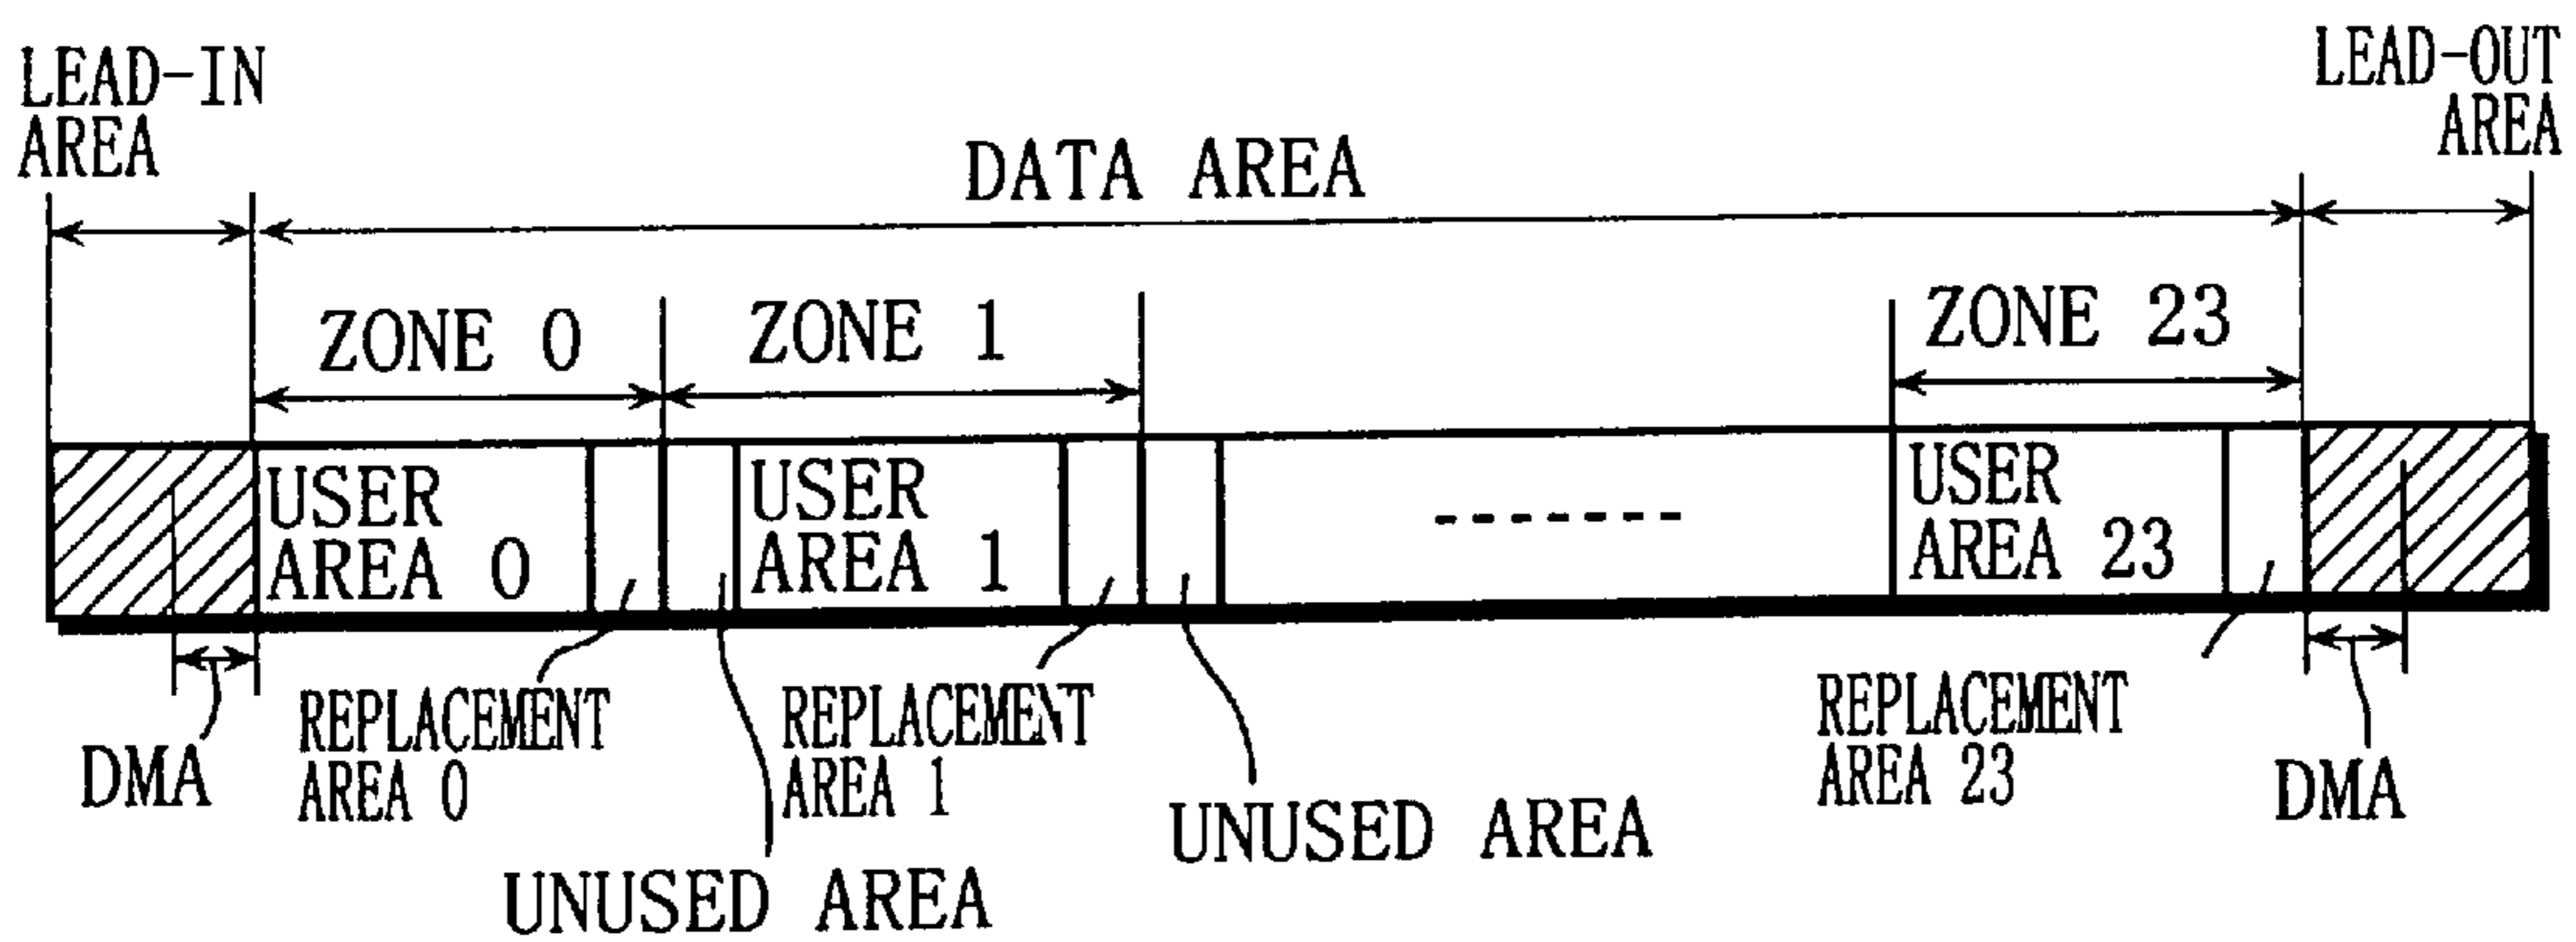 LEAD-IN
AREA
LEAD-OUT
AREA
DATA AREA
ZONE 0
ZONE 1
ZONE 23
USER
AREA 0
USER
AREA 1
USER
AREA 23
DMA
REPLACEMENT
AREA 0
UNUSED AREA
REPLACEMENT
AREA 1
UNUSED AREA
REPLACEMENT
AREA 23
DMA